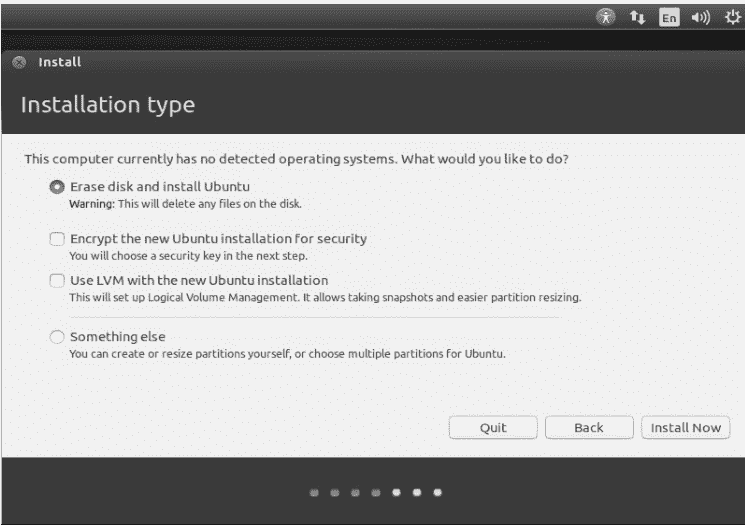 En
Install
Installation type
This computer currently has no detected operating systems. What would you like to do?
Erase disk and install Ubuntu
Warning: This will delete any files on the disk.
Encrypt the new Ubuntu installation for security
You will choose a security key in the next step.
Use LVM with the new Ubuntu installation
This will set up Logical Volume Management. It allows taking snapshots and easier partition resizing.
Something else
You can create or resize partitions yourself, or choose multiple partitions for Ubuntu.
Quit Back Install Now